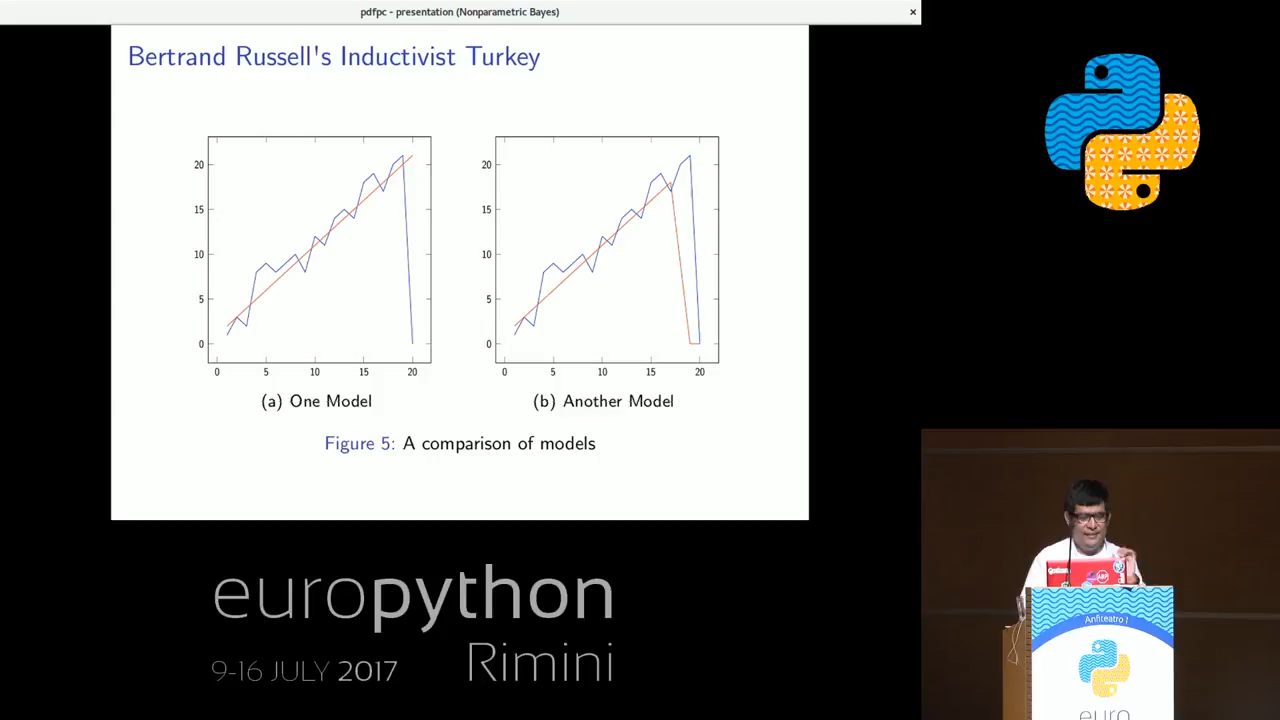 pdfpc - presentation (Nonparametric Bayes)
×
Bertrand Russell's Inductivist Turkey
20
15
10
5
0
0 5 10 15 20
(a) One Model
20
15
10
5
0
0 5 10 15 20
(b) Another Model
Figure 5: A comparison of models
europython
9-16 JULY 2017 Rimini
Anfiteatro 1
euro